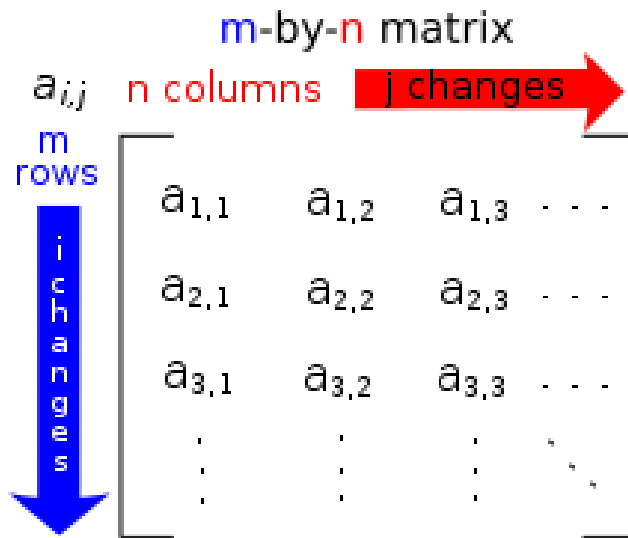 m-by-n matrix
a_{i,j} n columns j changes
m
rows
i changes
a_{1,1} a_{1,2} a_{1,3} . . .
a_{2,1} a_{2,2} a_{2,3} . . .
a_{3,1} a_{3,2} a_{3,3} . . .